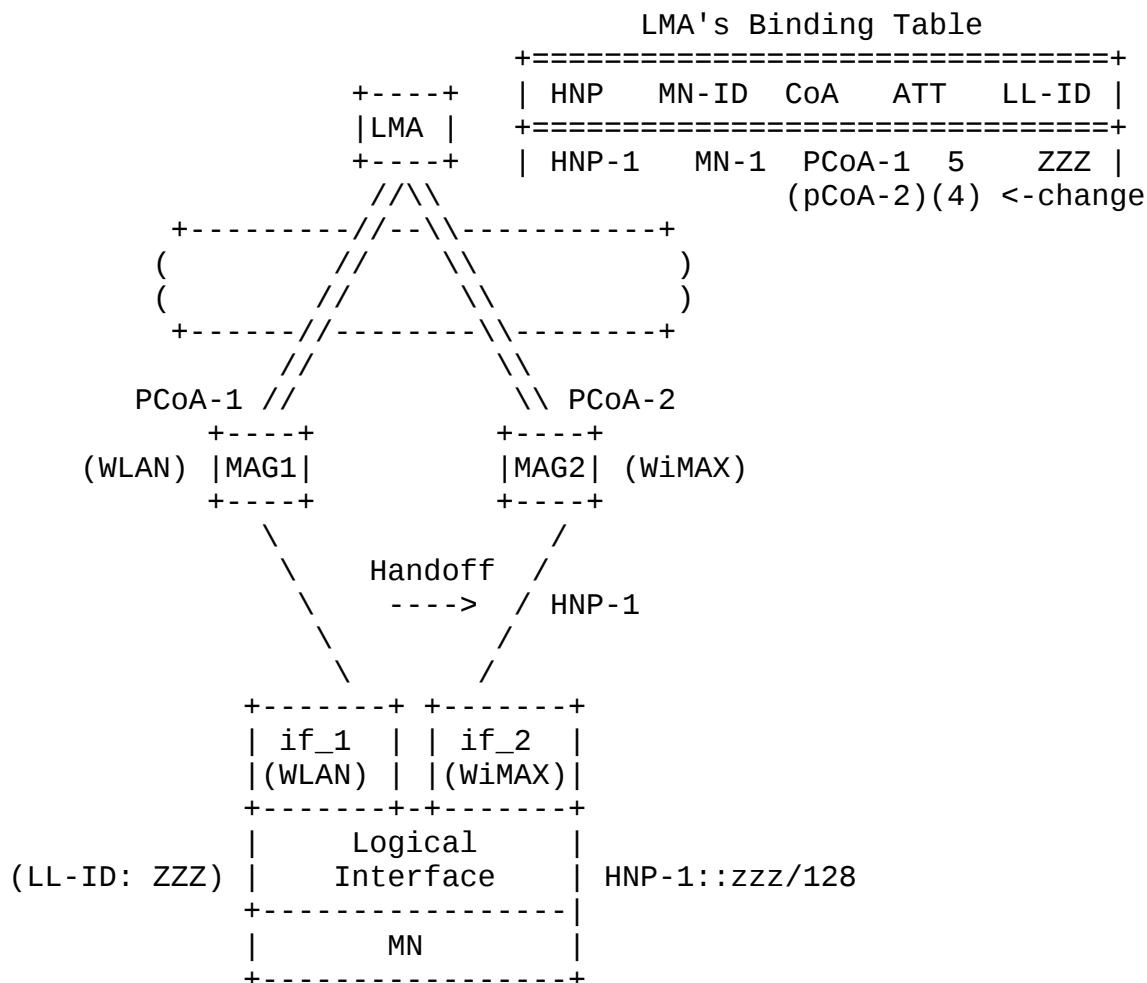 LMA's Binding Table
HNP MN-ID CoA ATT LL-ID
LMA
HNP-1 MN-1 PCoA-1 5 ZZZ
(pCoA-2)(4) <-change
PCoA-1 PCoA-2
(WLAN) MAG1 MAG2 (WiMAX)
Handoff
----> HNP-1
if_1 if_2
(WLAN) (WiMAX)
Logical
(LL-ID: ZZZ) Interface HNP-1::zzz/128
MN